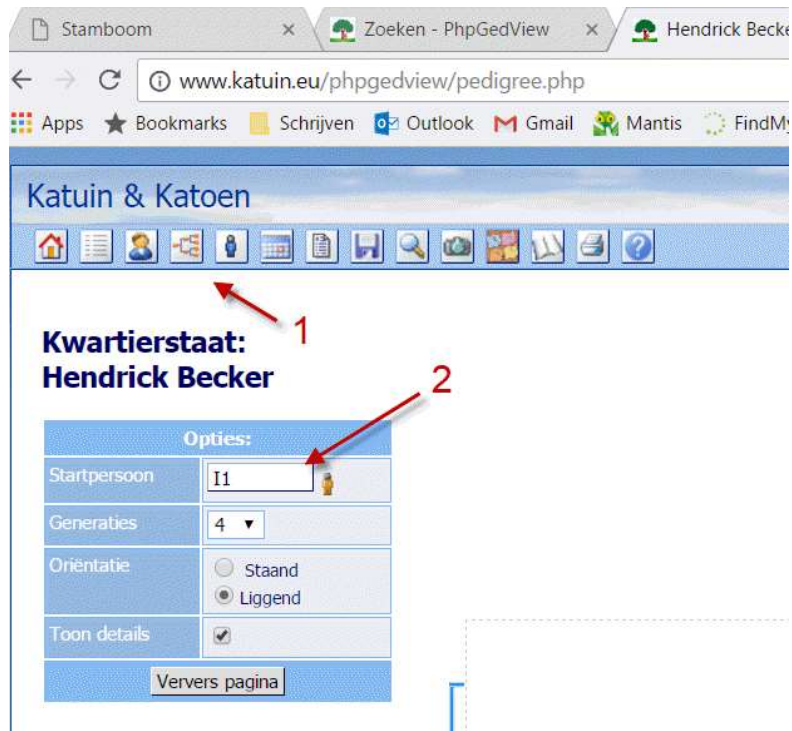 Stamboom
Zoeken - PhpGedView
Hendrick Becke
www.katuin.eu/phpgedview/pedigree.php
Apps Bookmarks Schrijven Outlook Gmail Mantis FindMy
Katuin & Katoen
1
Kwartierstaat:
Hendrick Becker
2
Opties:
Startpersoon I1
Generaties 4
Oriëntatie Staand
Liggend
Toon details
Ververs pagina